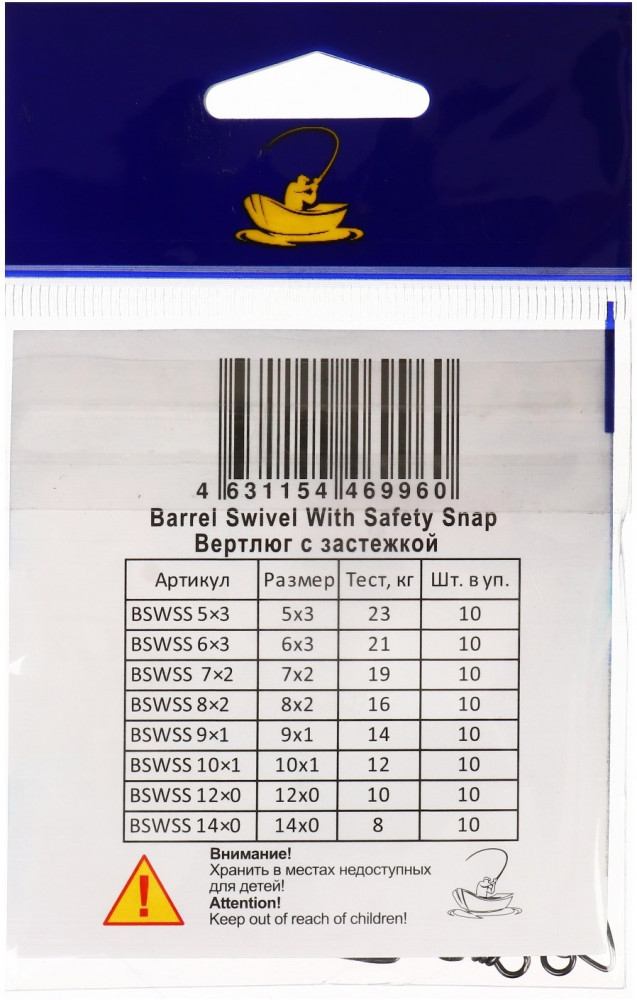 4 631154 469960
Barrel Swivel With Safety Snap
Вертлюг с застежкой
Артикул Размер Тест, кг Шт. в уп.
BSWSS 5×3 5x3 23 10
BSWSS 6×3 6x3 21 10
BSWSS 7×2 7x2 19 10
BSWSS 8×2 8x2 16 10
BSWSS 9×1 9x1 14 10
BSWSS 10×1 10x1 12 10
BSWSS 12×0 12x0 10 10
BSWSS 14×0 14x0 8 10
Внимание!
Хранить в местах недоступных
для детей!
Attention!
Keep out of reach of children!